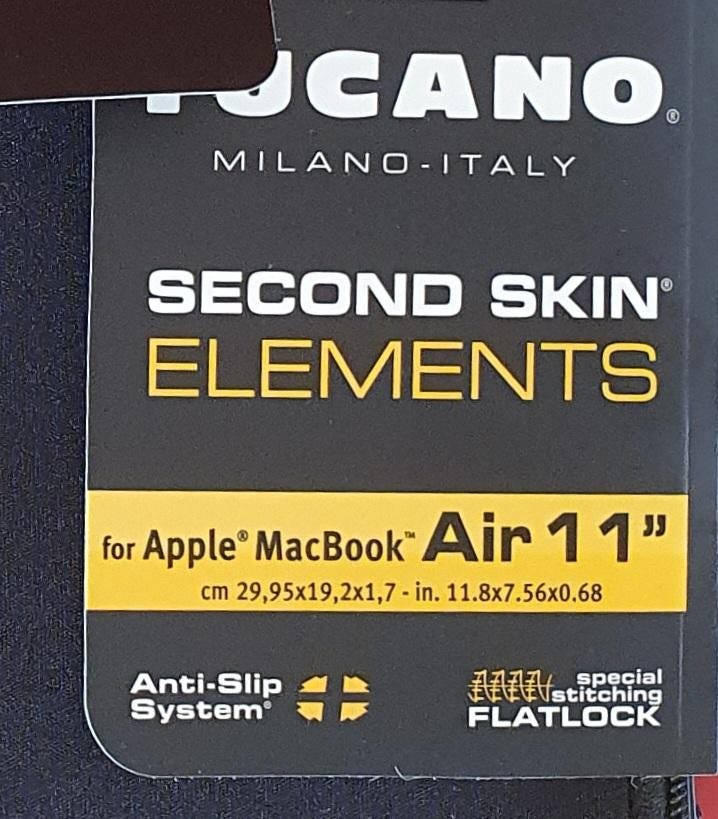 TUCANO®
MILANO-ITALY
SECOND SKIN®
ELEMENTS
for Apple® MacBook™ Air 11”
cm 29,95x19,2x1,7 - in. 11.8x7.56x0.68
Anti-Slip
System®
special
stitching
FLATLOCK